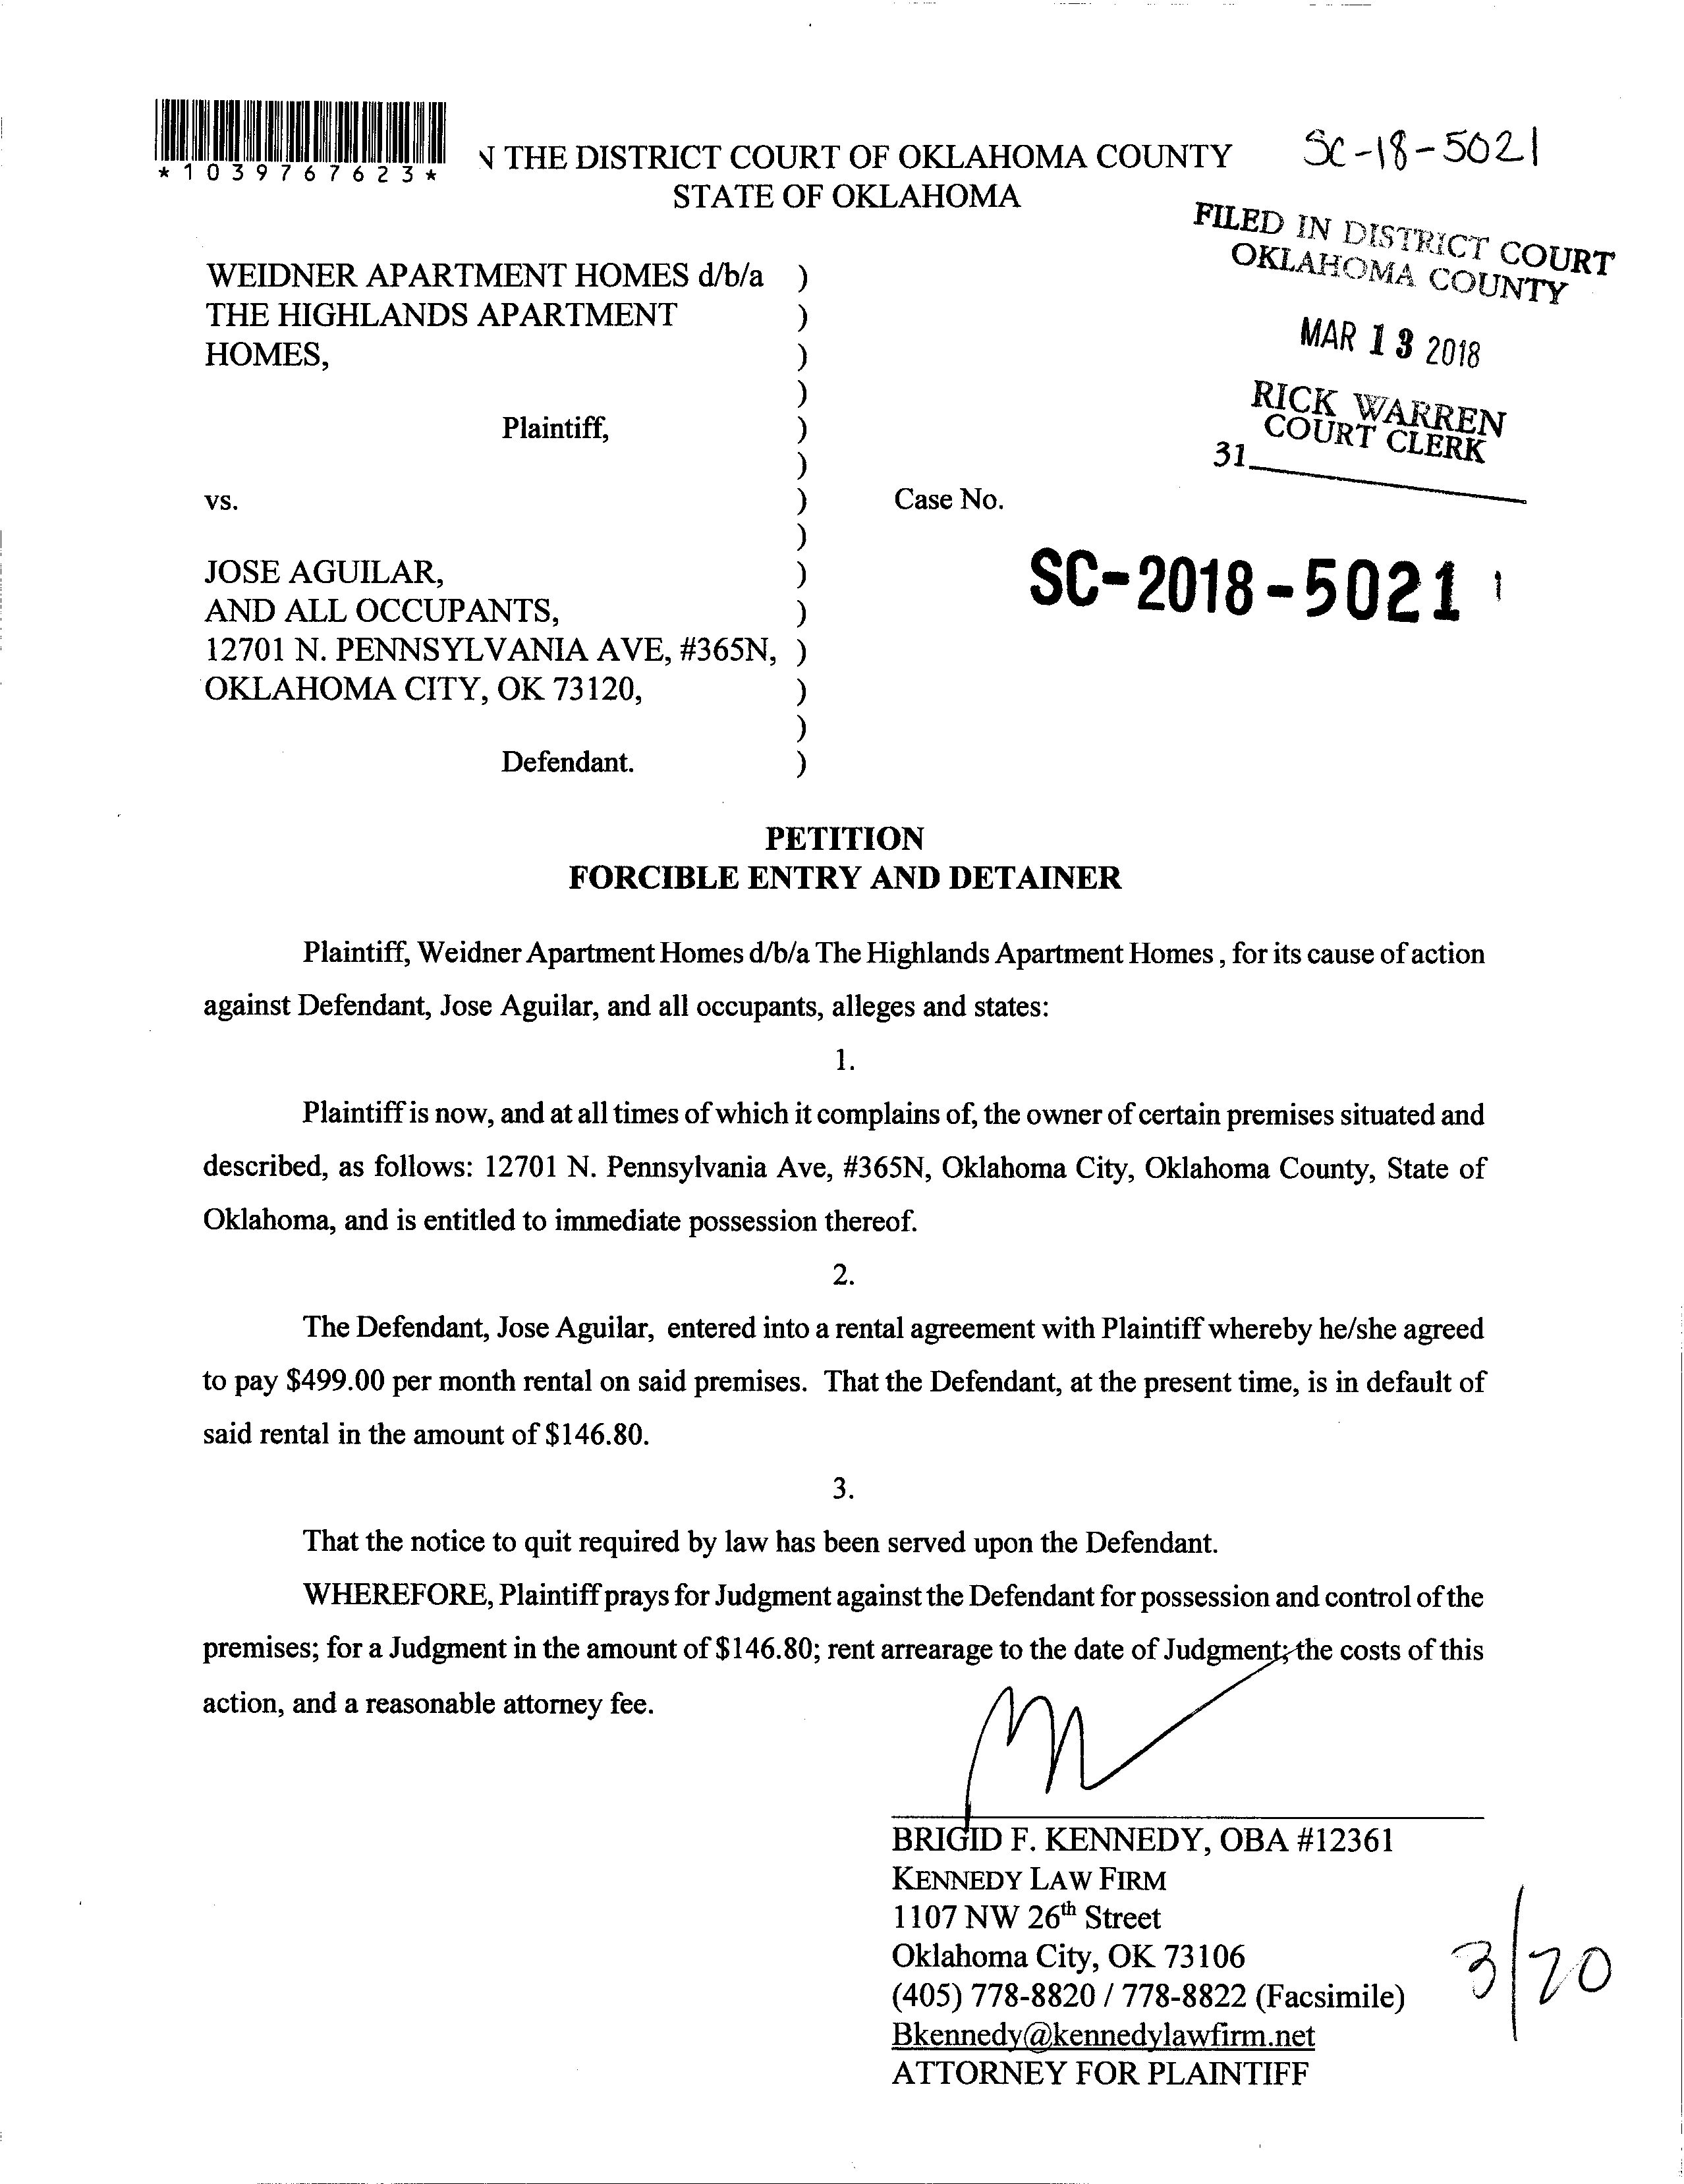 *1039767623*
THE DISTRICT COURT OF OKLAHOMA COUNTY
STATE OF OKLAHOMA
SC-18-5021
FILED IN DISTRICT COURT
OKLAHOMA COUNTY
MAR 13 2018
RICK WARREN
COURT CLERK
31
WEIDNER APARTMENT HOMES d/b/a )
THE HIGHLANDS APARTMENT )
HOMES, )
)
Plaintiff, )
)
vs. ) Case No.
)
SC-2018-5021
JOSE AGUILAR, )
AND ALL OCCUPANTS, )
12701 N. PENNSYLVANIA AVE, #365N, )
OKLAHOMA CITY, OK 73120, )
)
Defendant. )
PETITION
FORCIBLE ENTRY AND DETAINER
Plaintiff, Weidner Apartment Homes d/b/a The Highlands Apartment Homes , for its cause of action
against Defendant, Jose Aguilar, and all occupants, alleges and states:
1.
Plaintiff is now, and at all times of which it complains of, the owner of certain premises situated and
described, as follows: 12701 N. Pennsylvania Ave, #365N, Oklahoma City, Oklahoma County, State of
Oklahoma, and is entitled to immediate possession thereof.
2.
The Defendant, Jose Aguilar, entered into a rental agreement with Plaintiff whereby he/she agreed
to pay $499.00 per month rental on said premises. That the Defendant, at the present time, is in default of
said rental in the amount of $146.80.
3.
That the notice to quit required by law has been served upon the Defendant.
WHEREFORE, Plaintiff prays for Judgment against the Defendant for possession and control of the
premises; for a Judgment in the amount of $146.80; rent arrearage to the date of Judgment; the costs of this
action, and a reasonable attorney fee.
BRIGID F. KENNEDY, OBA #12361
KENNEDY LAW FIRM
1107 NW 26th Street
Oklahoma City, OK 73106
(405) 778-8820 / 778-8822 (Facsimile)
Bkennedy@kennedylawfirm.net
ATTORNEY FOR PLAINTIFF
3/20